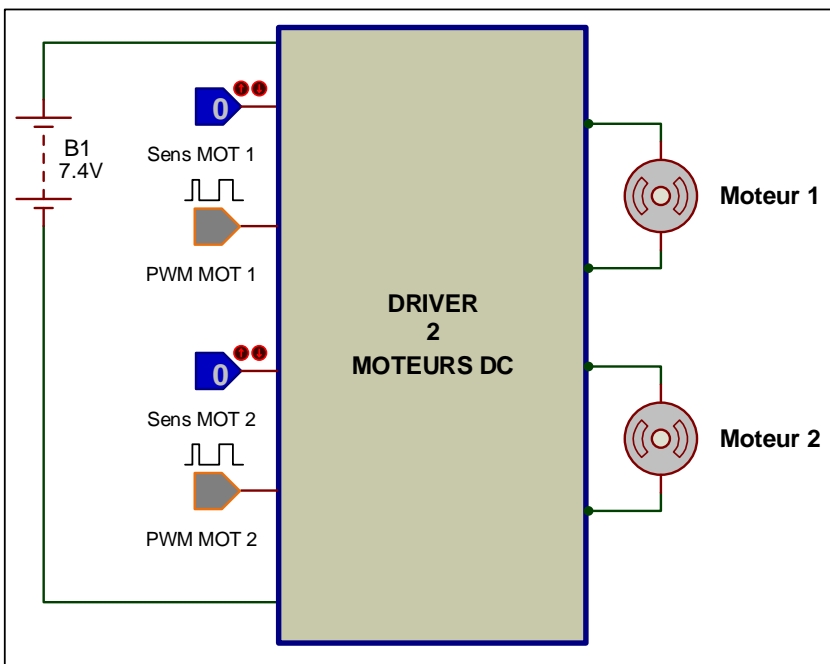 B1
7.4V
0
Sens MOT 1
PWM MOT 1
0
Sens MOT 2
PWM MOT 2
DRIVER
2
MOTEURS DC
Moteur 1
Moteur 2